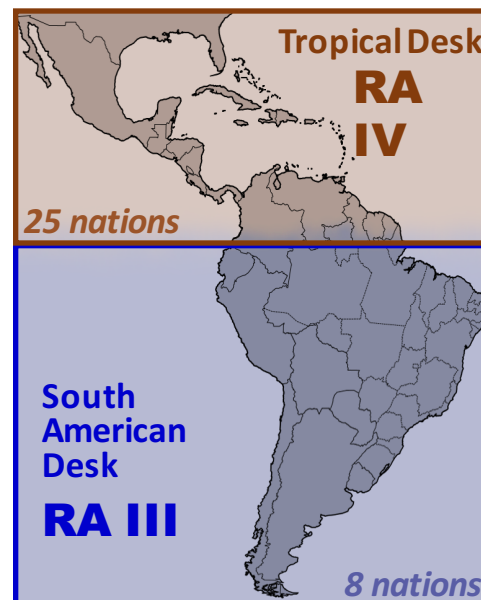 Tropical Desk
RA
IV
25 nations
South
American
Desk
RA III
8 nations